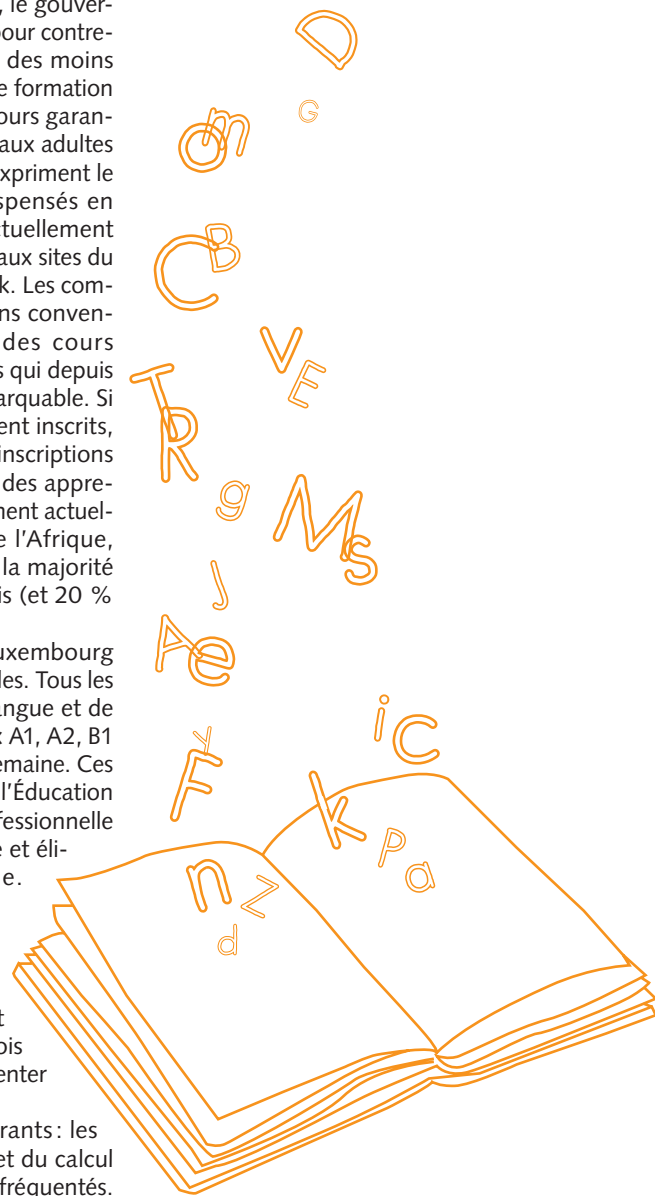 , le gouver-
pour contre-
des moins
e formation
ours garan-
aux adultes
xpriment le
spensés en
ctuellement
aux sites du
k. Les com-
ns conven-
des cours
s qui depuis
arquable. Si
ent inscrits,
inscriptions
des appre-
ment actuel-
e l'Afrique,
la majorité
is (et 20 %
uxembourg
les. Tous les
angue et de
x A1, A2, B1
emaine. Ces
l'Éducation
fessionnelle
e et éli-
e.
t
ois
enter
rants : les
et du calcul
fréquentés.
D
G
m
O
B
C
V
E
T
R
g
M
s
J
A
e
i
C
y
F
k
P
a
n
Z
d